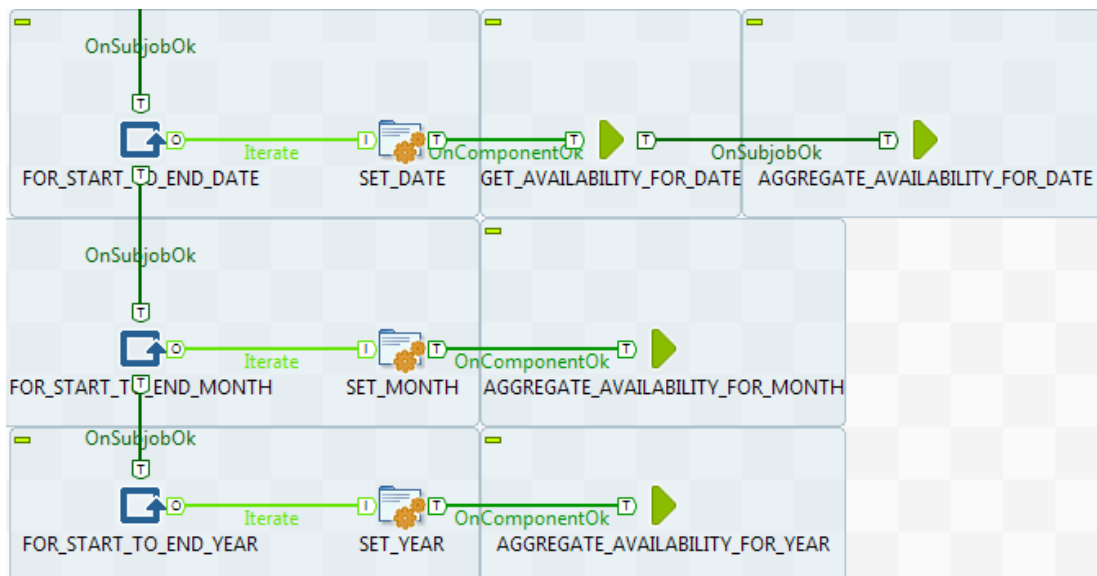 OnSubjobOk
T
O
I
T
T
T
T
Iterate
OnComponentOk
OnSubjobOk
FOR_START_TO_END_DATE
T
SET_DATE
GET_AVAILABILITY_FOR_DATE
AGGREGATE_AVAILABILITY_FOR_DATE
OnSubjobOk
T
O
I
T
T
Iterate
OnComponentOk
FOR_START_TO_END_MONTH
T
SET_MONTH
AGGREGATE_AVAILABILITY_FOR_MONTH
OnSubjobOk
T
O
I
T
T
Iterate
OnComponentOk
FOR_START_TO_END_YEAR
SET_YEAR
AGGREGATE_AVAILABILITY_FOR_YEAR